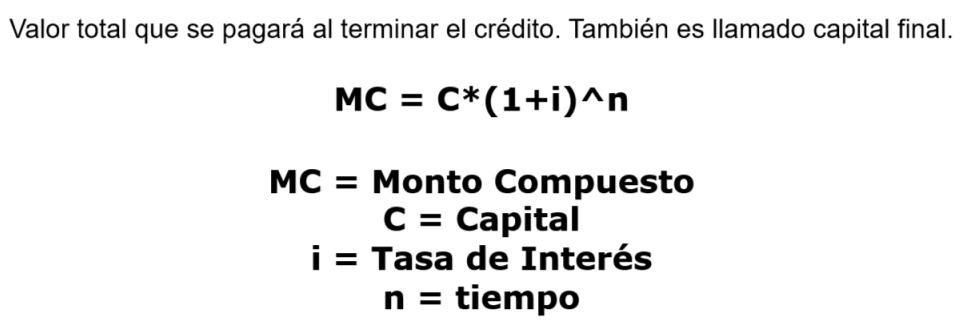 Valor total que se pagará al terminar el crédito. También es llamado capital final.
MC = C*(1+i)^n
MC = Monto Compuesto
C = Capital
i = Tasa de Interés
n = tiempo